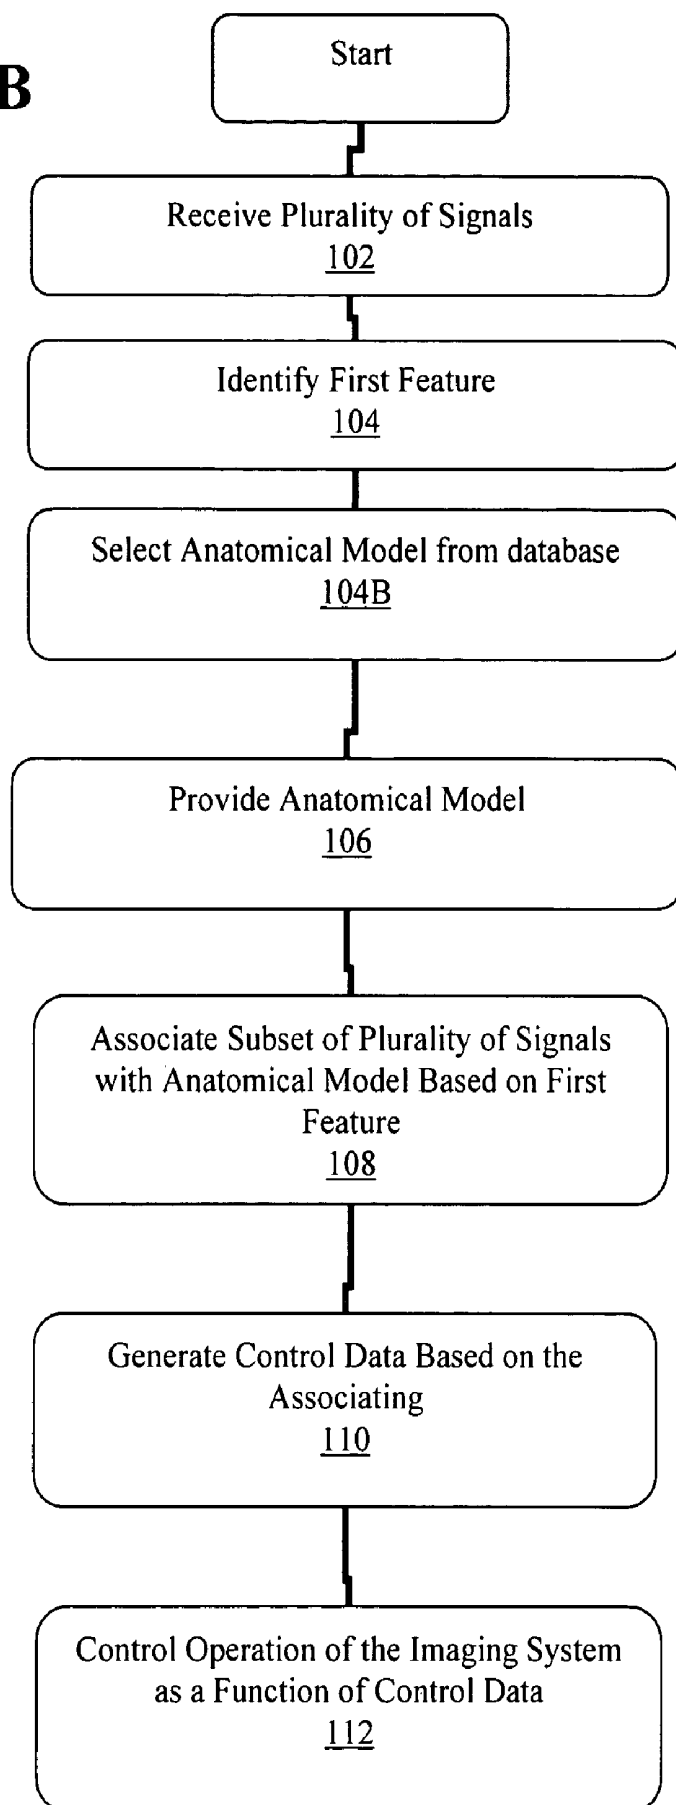 B
Start
Receive Plurality of Signals
102
Identify First Feature
104
Select Anatomical Model from database
104B
Provide Anatomical Model
106
Associate Subset of Plurality of Signals
with Anatomical Model Based on First
Feature
108
Generate Control Data Based on the
Associating
110
Control Operation of the Imaging System
as a Function of Control Data
112